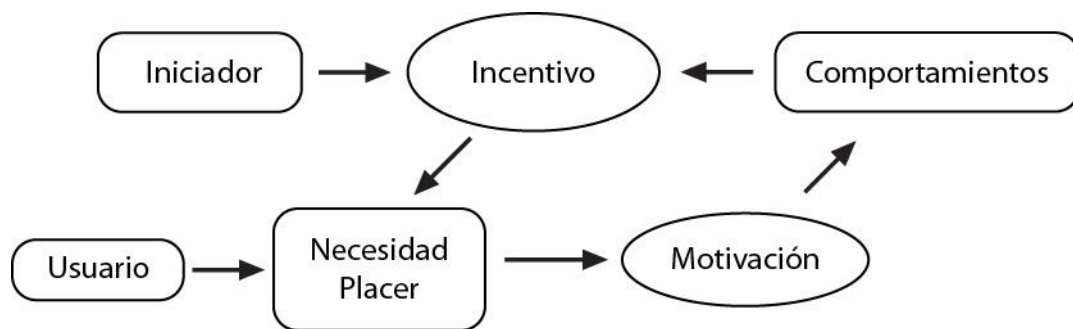 Iniciador
Incentivo
Comportamientos
Usuario
Necesidad
Placer
Motivación